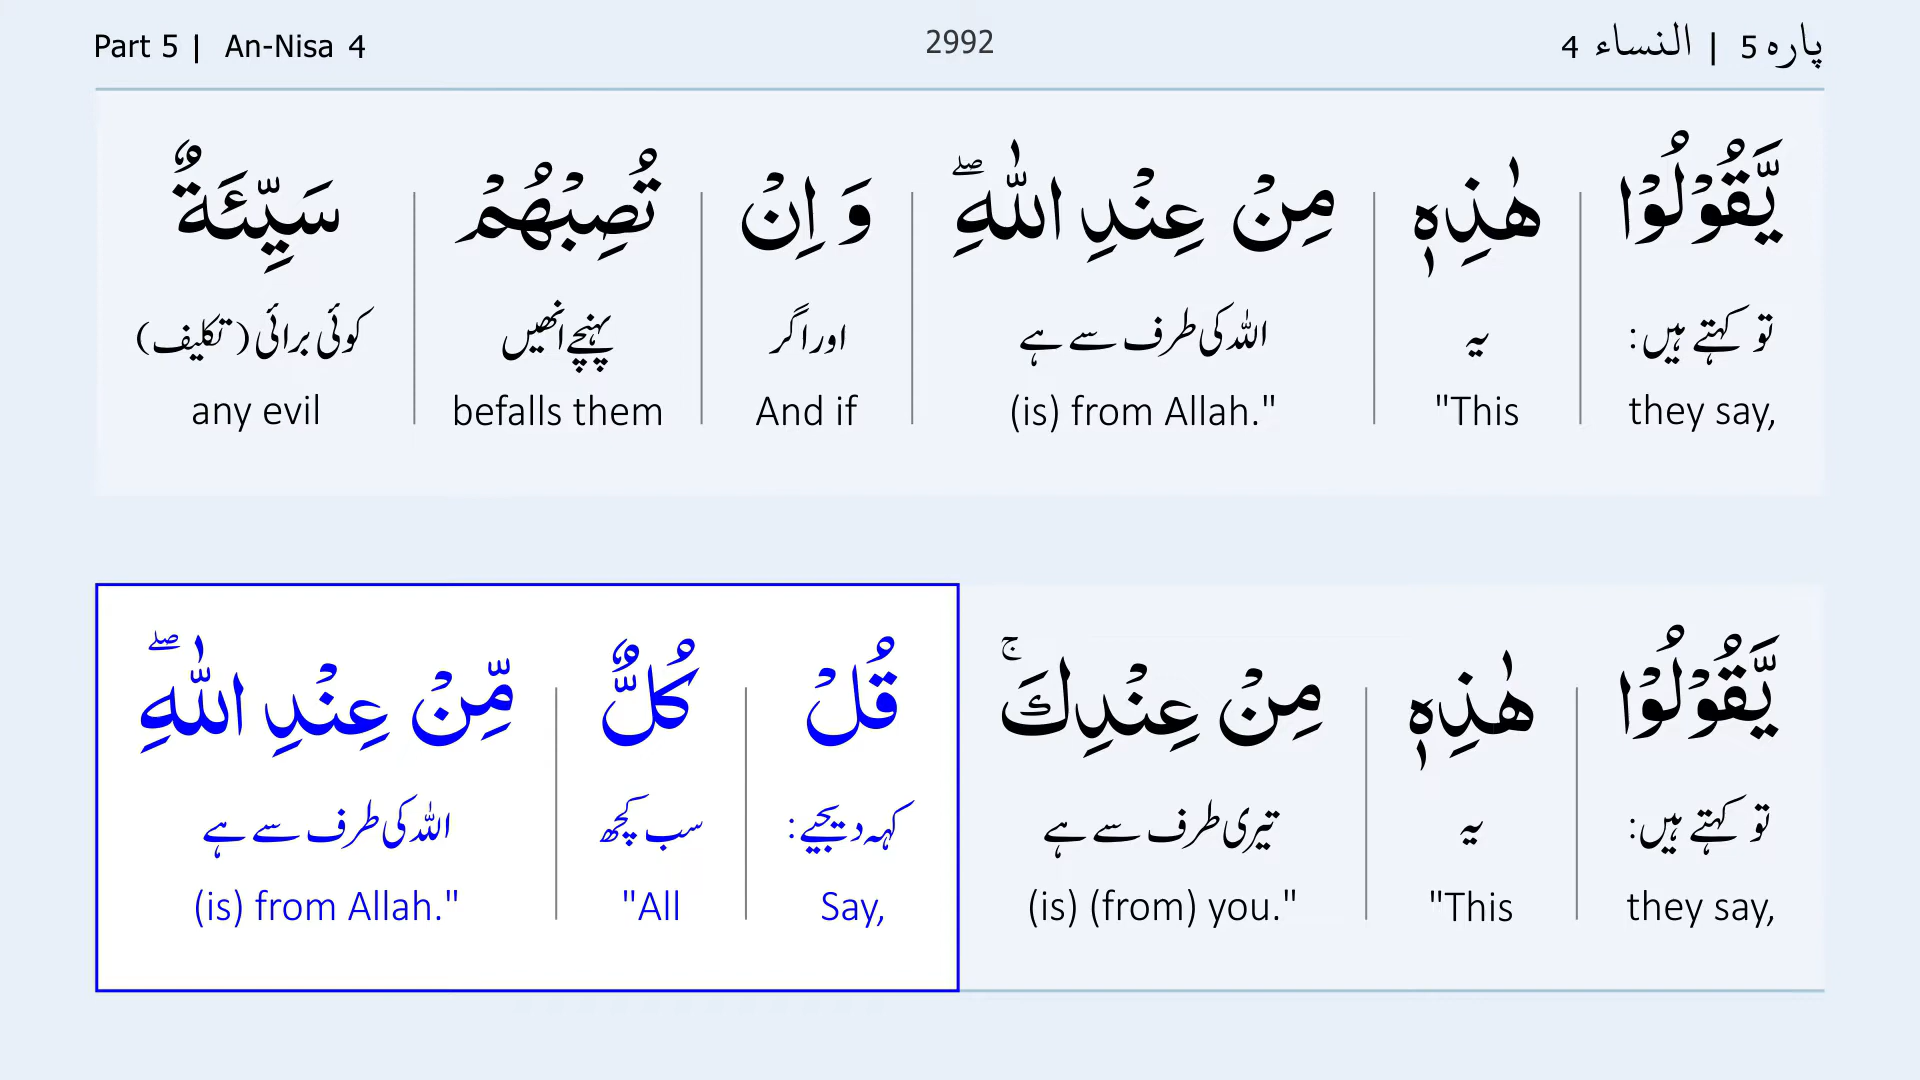 Part 5 | An-Nisa 4
2992
پارہ 5 | النساء 4
يَّقُوْلُوْا هٰذِهٖ مِنْ عِنْدِ اللّٰهِ ۖ وَ اِنْ تُصِبْهُمْ سَيِّئَةٌ
تو کہتے ہیں: یہ اللہ کی طرف سے ہے اور اگر پہنچے انھیں کوئی برائی (تکلیف)
they say, "This (is) from Allah." And if befalls them any evil
يَّقُوْلُوْا هٰذِهٖ مِنْ عِنْدِكَ ۚ قُلْ كُلٌّ مِّنْ عِنْدِ اللّٰهِ ۖ
تو کہتے ہیں: یہ تیری طرف سے ہے کہہ دیجیے: سب کچھ اللہ کی طرف سے ہے
they say, "This (is) (from) you." Say, "All (is) from Allah."